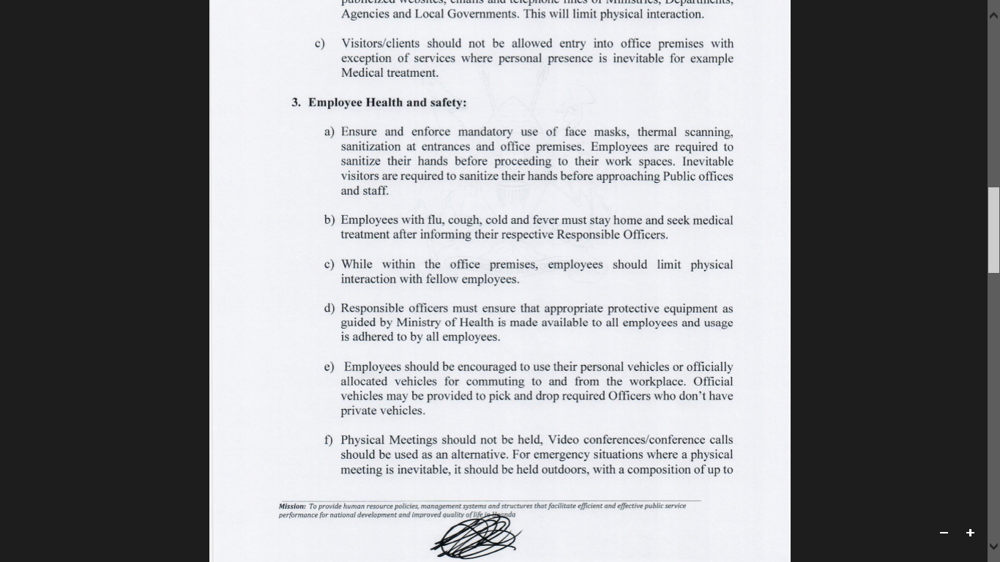 publicized websites, emails and telephone lines of Ministries, Departments,
Agencies and Local Governments. This will limit physical interaction.
c) Visitors/clients should not be allowed entry into office premises with
exception of services where personal presence is inevitable for example
Medical treatment.
3. Employee Health and safety:
a) Ensure and enforce mandatory use of face masks, thermal scanning,
sanitization at entrances and office premises. Employees are required to
sanitize their hands before proceeding to their work spaces. Inevitable
visitors are required to sanitize their hands before approaching Public offices
and staff.
b) Employees with flu, cough, cold and fever must stay home and seek medical
treatment after informing their respective Responsible Officers.
c) While within the office premises, employees should limit physical
interaction with fellow employees.
d) Responsible officers must ensure that appropriate protective equipment as
guided by Ministry of Health is made available to all employees and usage
is adhered to by all employees.
e) Employees should be encouraged to use their personal vehicles or officially
allocated vehicles for commuting to and from the workplace. Official
vehicles may be provided to pick and drop required Officers who don't have
private vehicles.
f) Physical Meetings should not be held, Video conferences/conference calls
should be used as an alternative. For emergency situations where a physical
meeting is inevitable, it should be held outdoors, with a composition of up to
Mission: To provide human resource policies, management systems and structures that facilitate efficient and effective public service
performance for national development and improved quality of life in Uganda